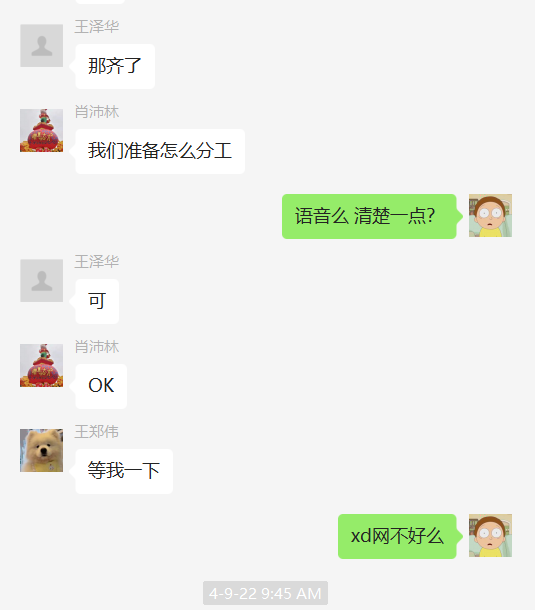 王泽华
那齐了
肖沛林
我们准备怎么分工
语音么 清楚一点？
王泽华
可
肖沛林
OK
王郑伟
等我一下
xd网不好么
4-9-22 9:45 AM